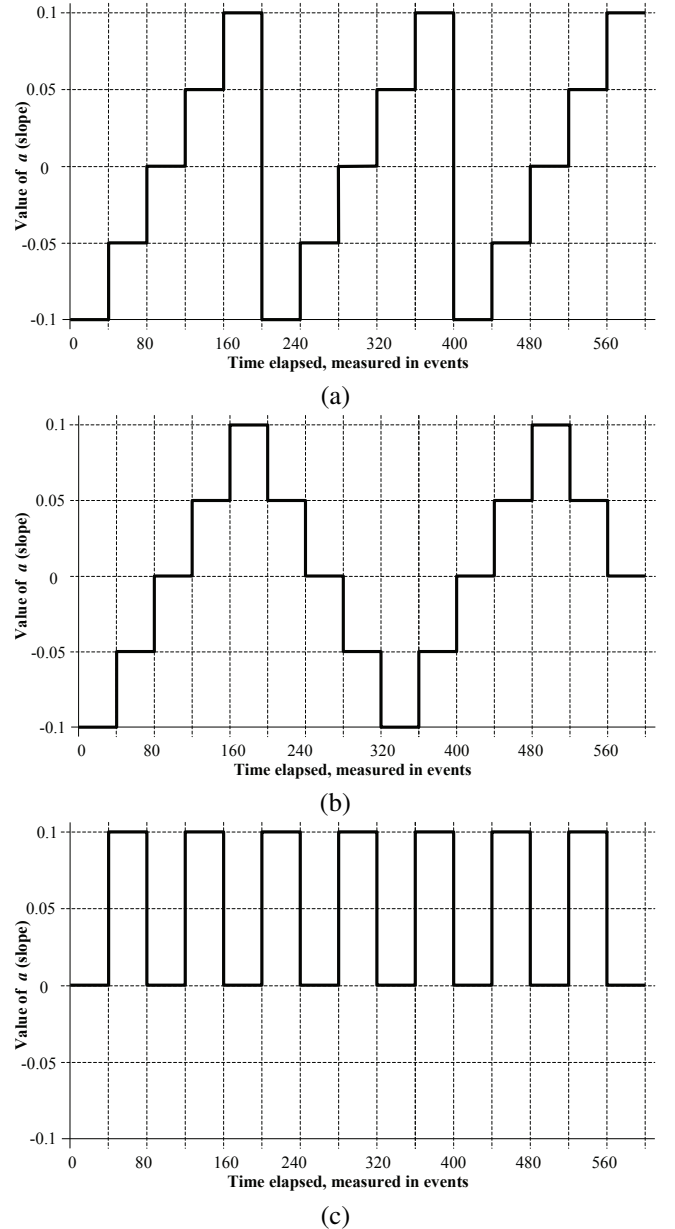 0.1
0.05
0
-0.05
-0.1
Value of a (slope)
0 80 160 240 320 400 480 560
Time elapsed, measured in events
(a)
0.1
0.05
0
-0.05
-0.1
Value of a (slope)
0 80 160 240 320 400 480 560
Time elapsed, measured in events
(b)
0.1
0.05
0
-0.05
-0.1
Value of a (slope)
0 80 160 240 320 400 480 560
Time elapsed, measured in events
(c)